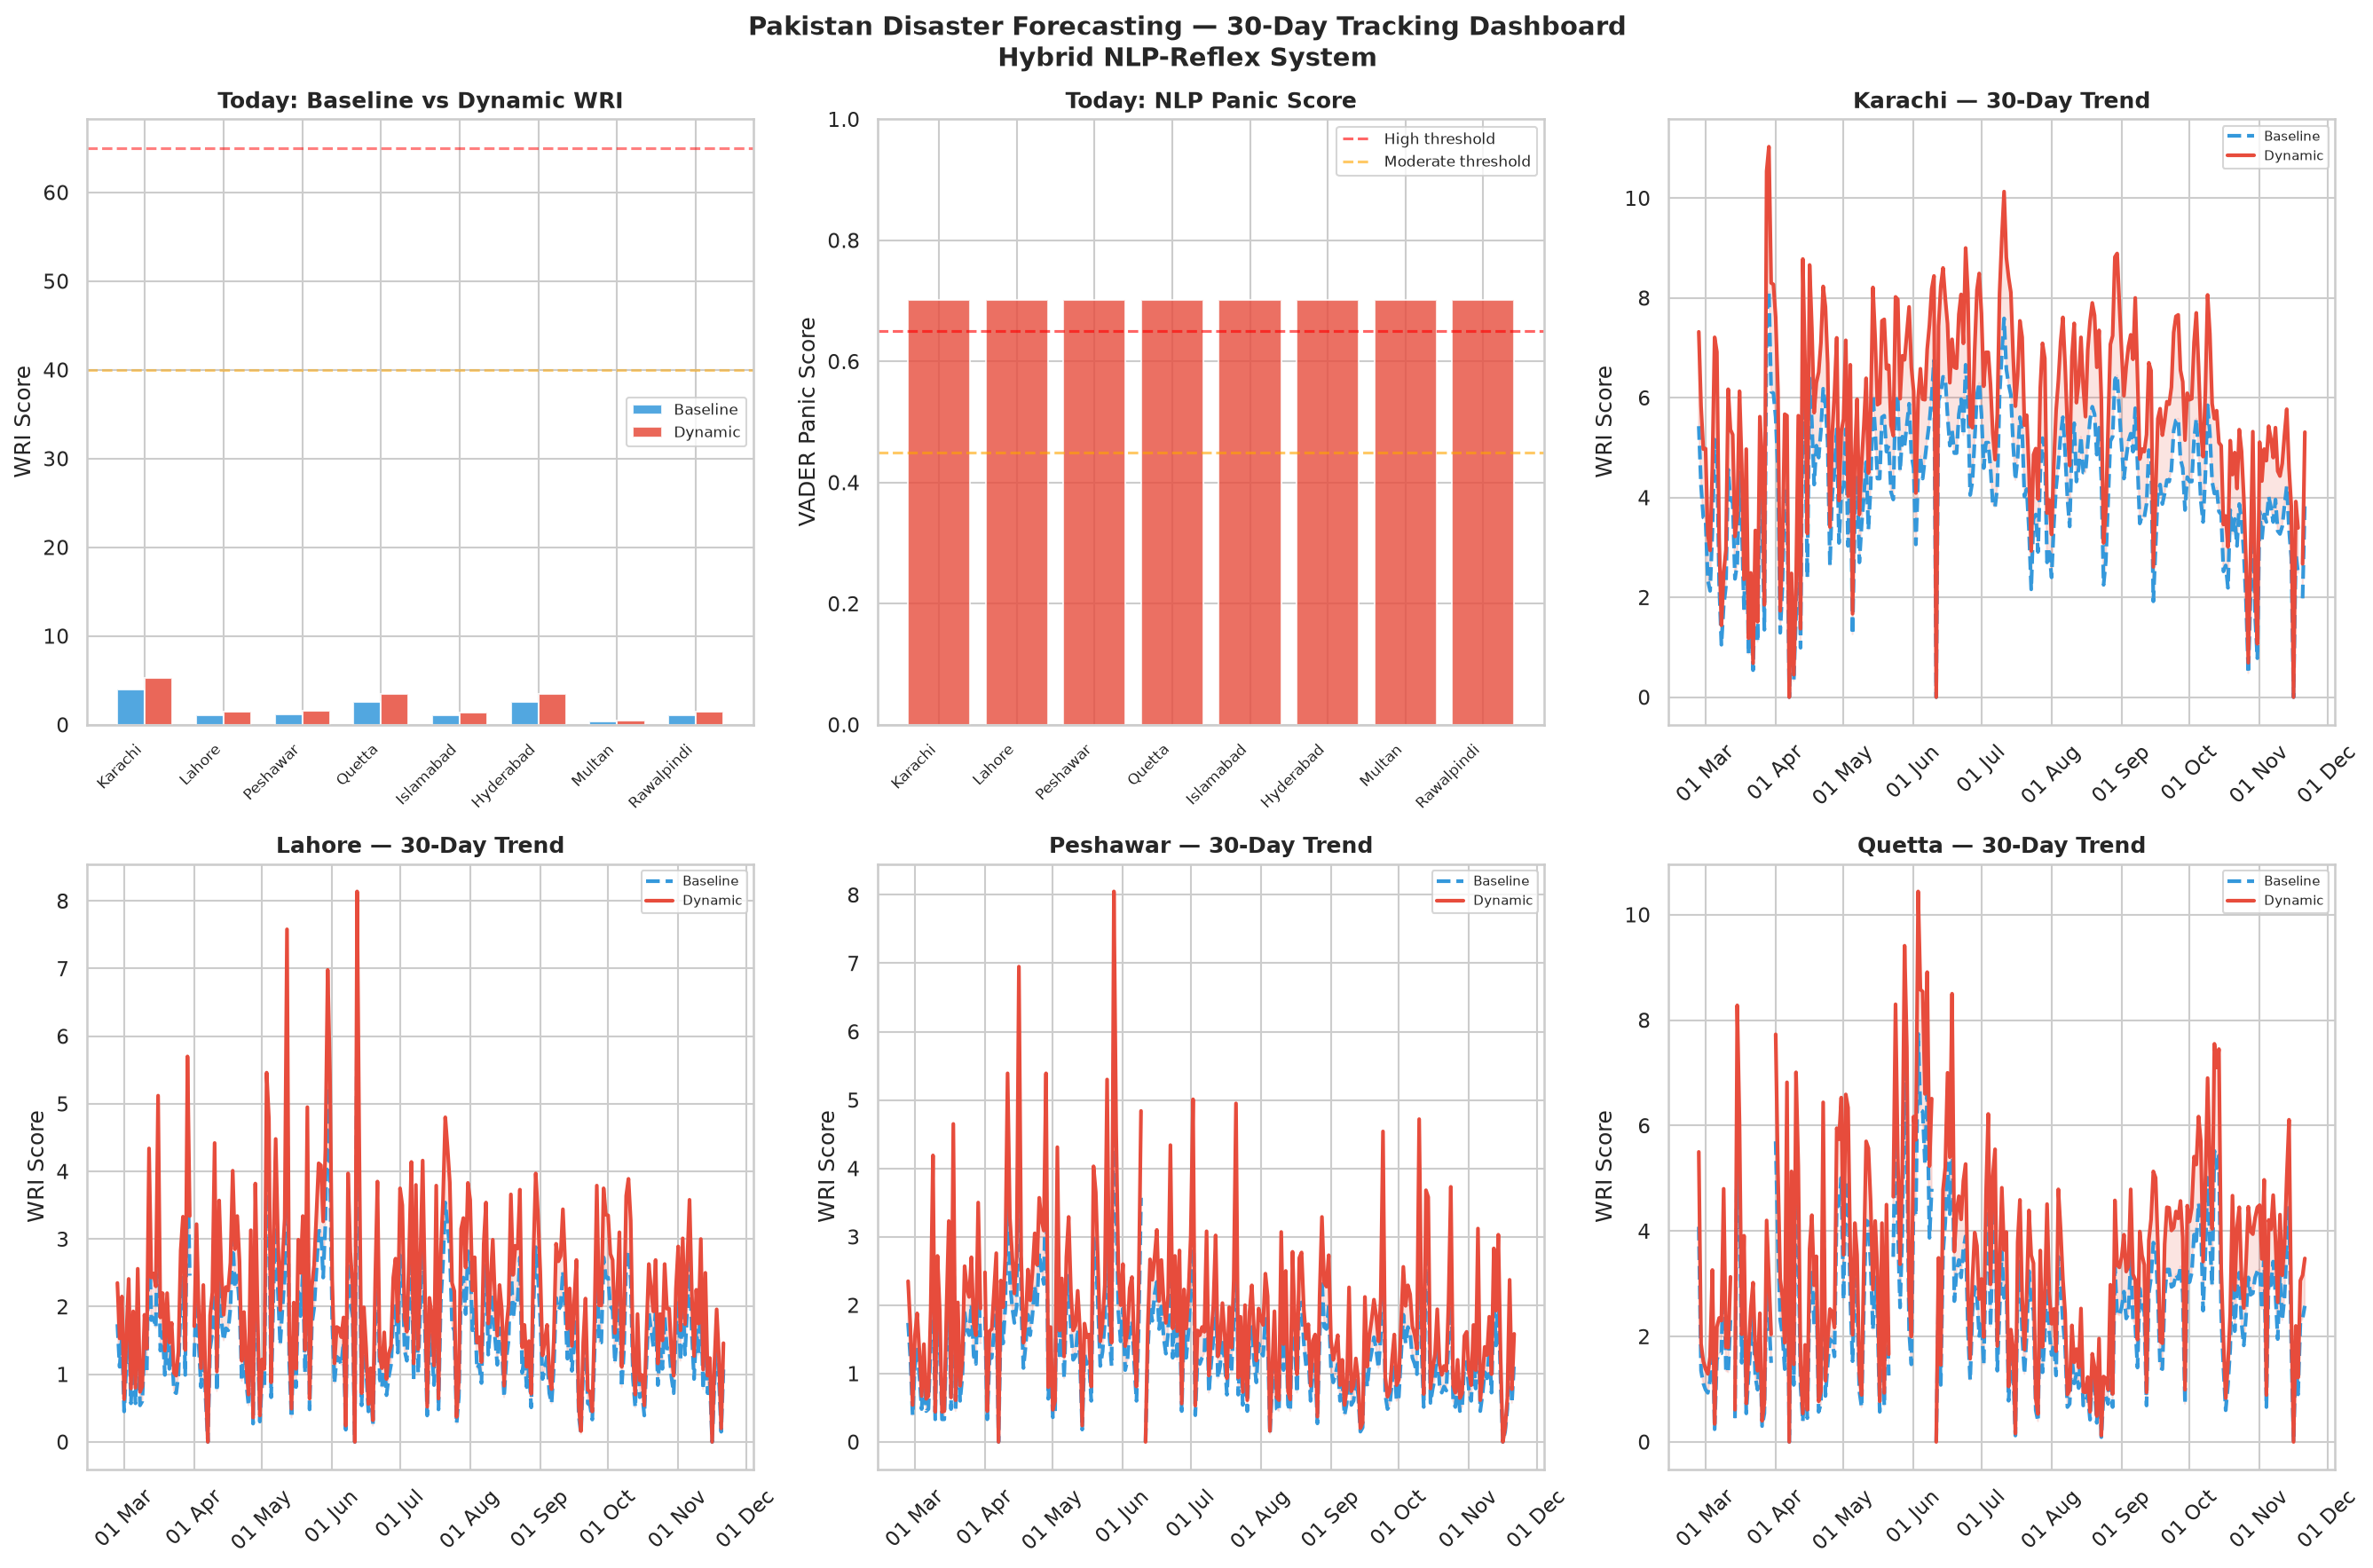 Pakistan Disaster Forecasting — 30-Day Tracking Dashboard
Hybrid NLP-Reflex System
Today: Baseline vs Dynamic WRI
WRI Score
60
50
40
30
20
10
0
Baseline
Dynamic
Karachi
Lahore
Peshawar
Quetta
Islamabad
Hyderabad
Multan
Rawalpindi
Today: NLP Panic Score
VADER Panic Score
1.0
0.8
0.6
0.4
0.2
0.0
High threshold
Moderate threshold
Karachi
Lahore
Peshawar
Quetta
Islamabad
Hyderabad
Multan
Rawalpindi
Karachi — 30-Day Trend
WRI Score
10
8
6
4
2
0
Baseline
Dynamic
01 Mar
01 Apr
01 May
01 Jun
01 Jul
01 Aug
01 Sep
01 Oct
01 Nov
01 Dec
Lahore — 30-Day Trend
WRI Score
8
7
6
5
4
3
2
1
0
Baseline
Dynamic
01 Mar
01 Apr
01 May
01 Jun
01 Jul
01 Aug
01 Sep
01 Oct
01 Nov
01 Dec
Peshawar — 30-Day Trend
WRI Score
8
7
6
5
4
3
2
1
0
Baseline
Dynamic
01 Mar
01 Apr
01 May
01 Jun
01 Jul
01 Aug
01 Sep
01 Oct
01 Nov
01 Dec
Quetta — 30-Day Trend
WRI Score
10
8
6
4
2
0
Baseline
Dynamic
01 Mar
01 Apr
01 May
01 Jun
01 Jul
01 Aug
01 Sep
01 Oct
01 Nov
01 Dec